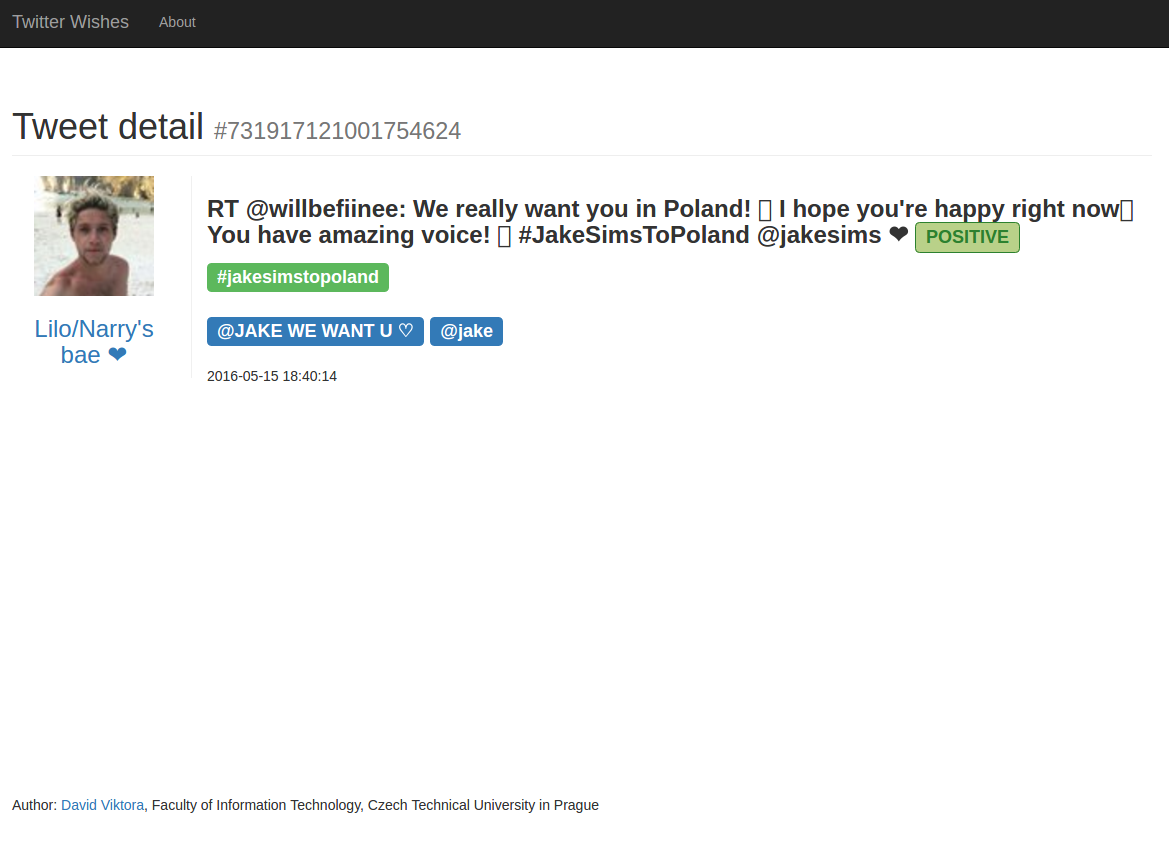 Twitter Wishes About
Tweet detail #731917121001754624
RT @willbefiinee: We really want you in Poland! I hope you're happy right now
You have amazing voice! #JakeSimsToPoland @jakesims ❤ POSITIVE
#jakesimstopoland
@JAKE WE WANT U ♡ @jake
2016-05-15 18:40:14
Lilo/Narry's
bae ❤
Author: David Viktora, Faculty of Information Technology, Czech Technical University in Prague